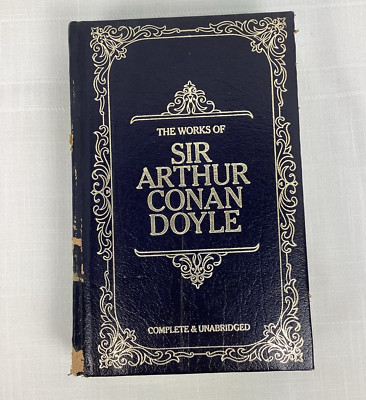 THE WORKS OF
SIR
ARTHUR
CONAN
DOYLE
COMPLETE & UNABRIDGED